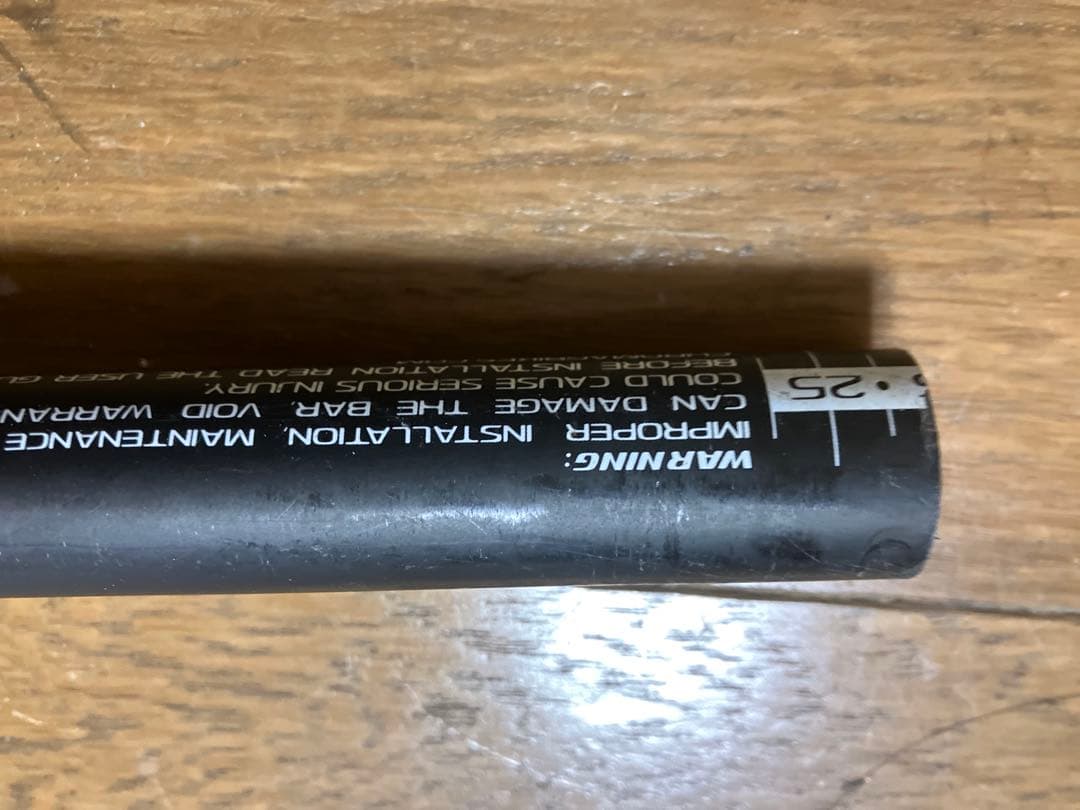 WARNING:
IMPROPER INSTALLATION, MAINTENANCE
CAN DAMAGE THE BAR, VOID WARRAN
COULD CAUSE SERIOUS INJURY.
BEFORE INSTALLATION READ THE USER GU
25